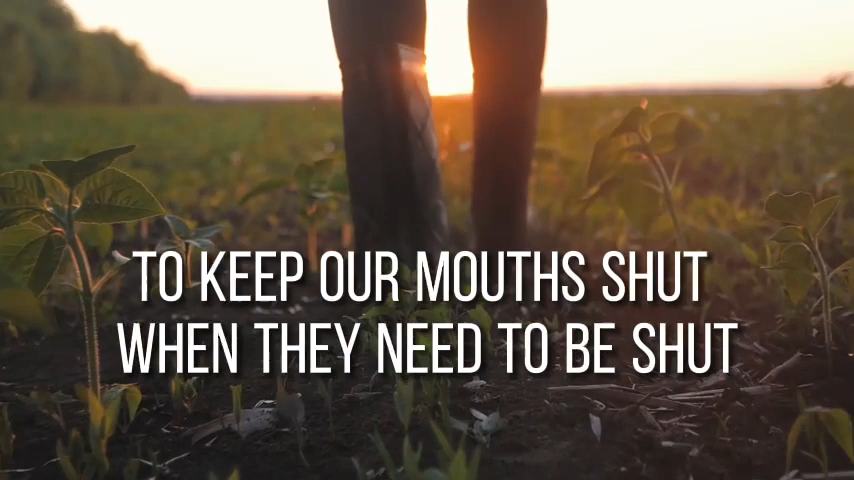 TO KEEP OUR MOUTHS SHUT
WHEN THEY NEED TO BE SHUT